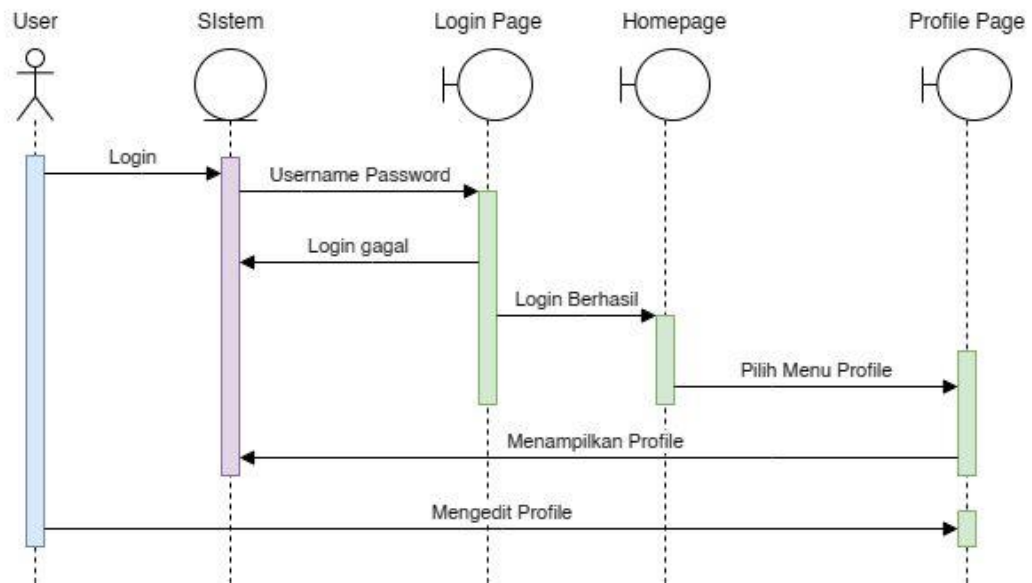 User
SIstem
Login Page
Homepage
Profile Page
Login
Username Password
Login gagal
Login Berhasil
Pilih Menu Profile
Menampilkan Profile
Mengedit Profile